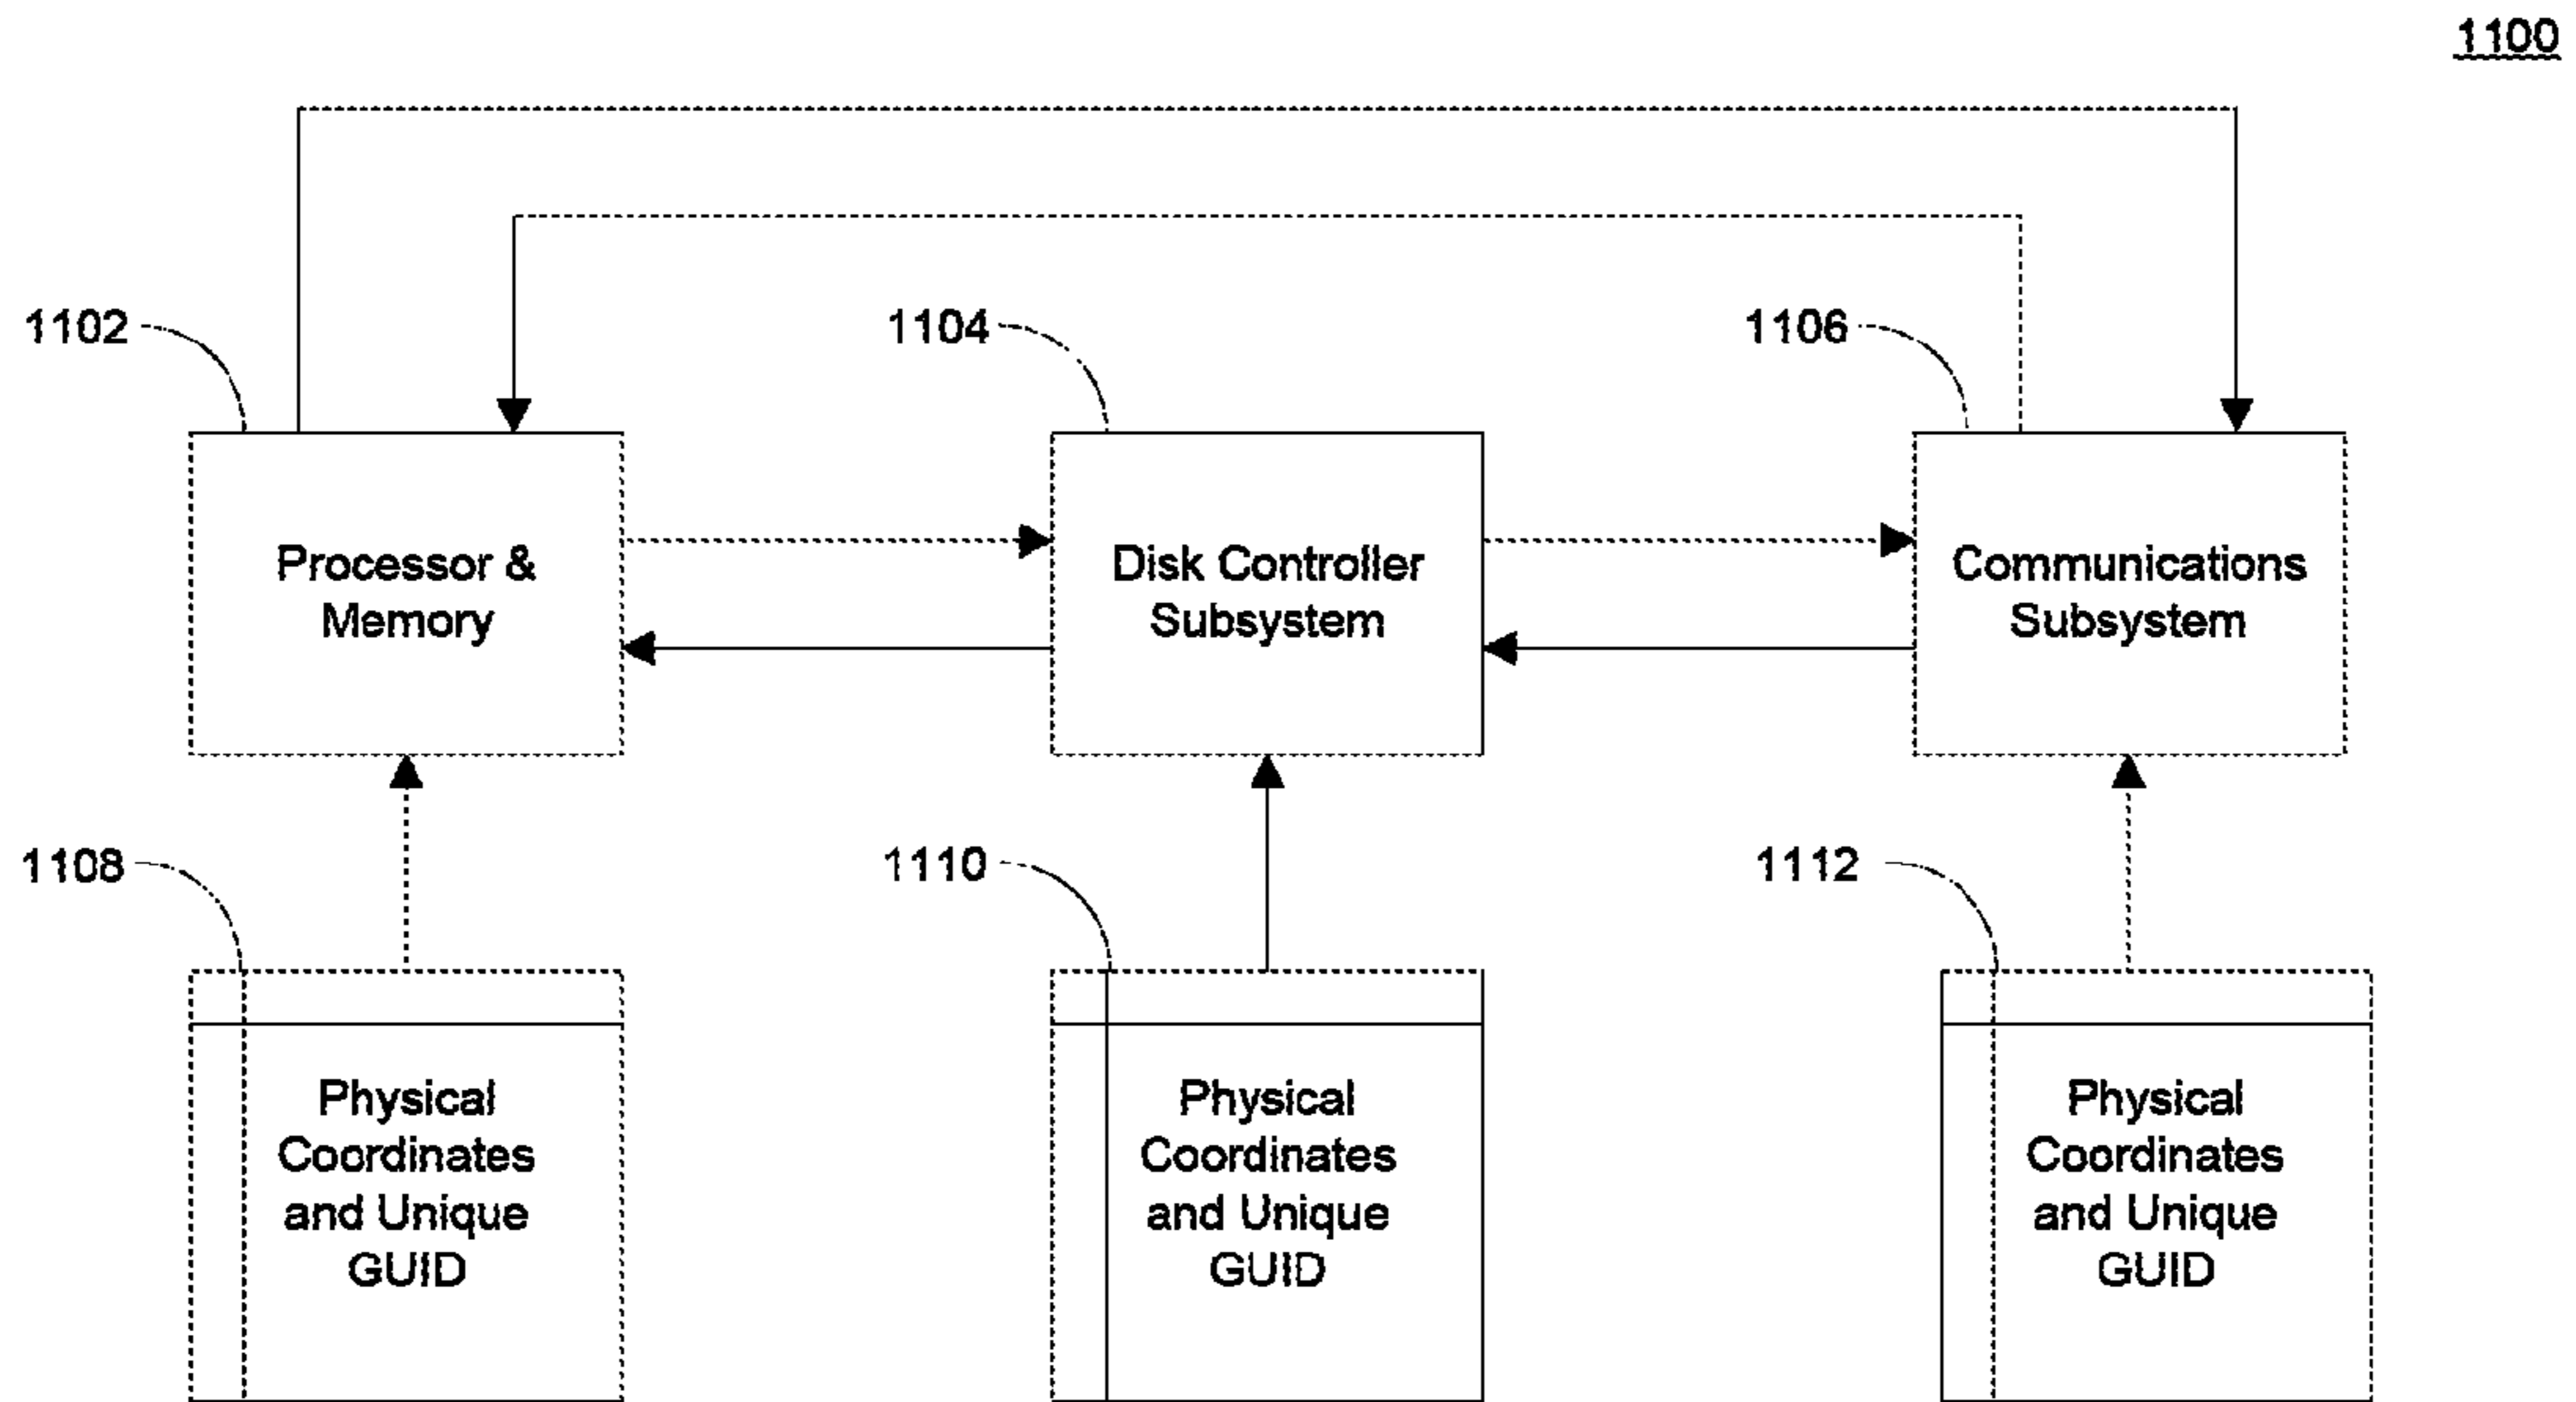 1100
1102
1104
1106
Processor &
Memory
Disk Controller
Subsystem
Communications
Subsystem
1108
1110
1112
Physical
Coordinates
and Unique
GUID
Physical
Coordinates
and Unique
GUID
Physical
Coordinates
and Unique
GUID